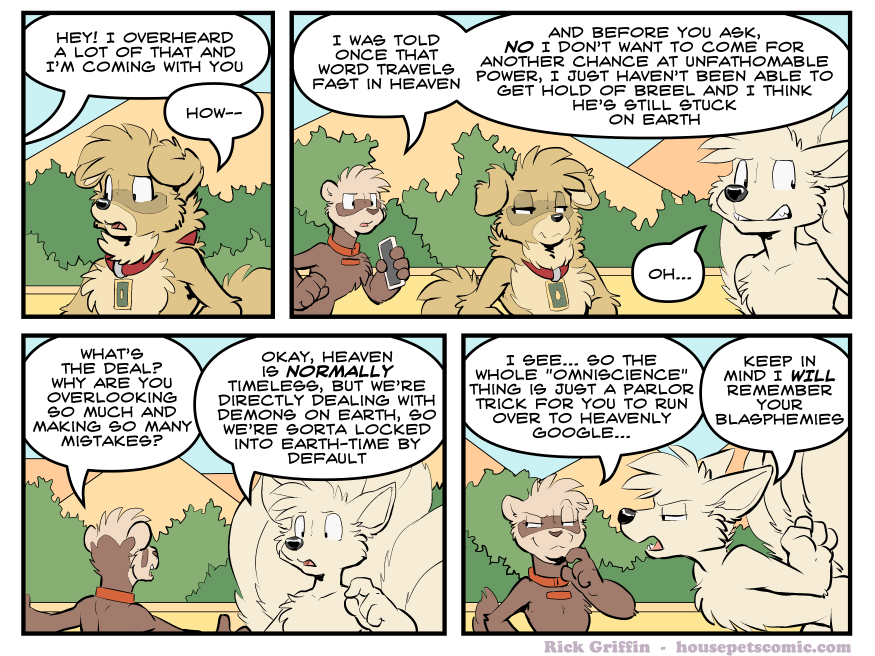 HEY! I OVERHEARD
A LOT OF THAT AND
I'M COMING WITH YOU
HOW--
I WAS TOLD
ONCE THAT
WORD TRAVELS
FAST IN HEAVEN
AND BEFORE YOU ASK,
NO I DON'T WANT TO COME FOR
ANOTHER CHANCE AT UNFATHOMABLE
POWER, I JUST HAVEN'T BEEN ABLE TO
GET HOLD OF BREEL AND I THINK
HE'S STILL STUCK
ON EARTH
OH...
WHAT'S
THE DEAL?
WHY ARE YOU
OVERLOOKING
SO MUCH AND
MAKING SO MANY
MISTAKES?
OKAY, HEAVEN
IS NORMALLY
TIMELESS, BUT WE'RE
DIRECTLY DEALING WITH
DEMONS ON EARTH, SO
WE'RE SORTA LOCKED
INTO EARTH-TIME BY
DEFAULT
I SEE... SO THE
WHOLE "OMNISCIENCE"
THING IS JUST A PARLOR
TRICK FOR YOU TO RUN
OVER TO HEAVENLY
GOOGLE...
KEEP IN
MIND I WILL
REMEMBER
YOUR
BLASPHEMIES
Rick Griffin - housepetscomic.com